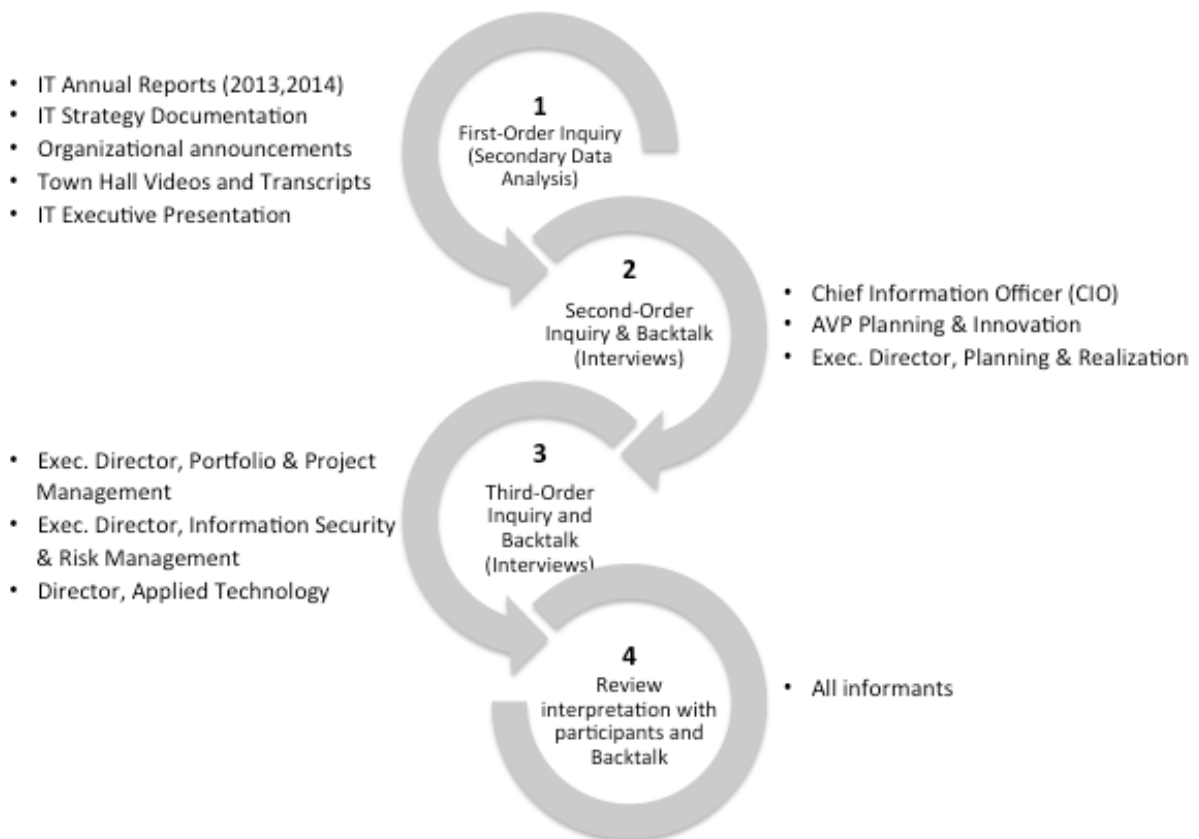 • IT Annual Reports (2013,2014)
• IT Strategy Documentation
• Organizational announcements
• Town Hall Videos and Transcripts
• IT Executive Presentation
1
First-Order Inquiry
(Secondary Data
Analysis)
2
Second-Order
Inquiry & Backtalk
(Interviews)
• Chief Information Officer (CIO)
• AVP Planning & Innovation
• Exec. Director, Planning & Realization
• Exec. Director, Portfolio & Project
Management
• Exec. Director, Information Security
& Risk Management
• Director, Applied Technology
3
Third-Order
Inquiry and
Backtalk
(Interviews)
4
Review
interpretation with
participants and
Backtalk
• All informants